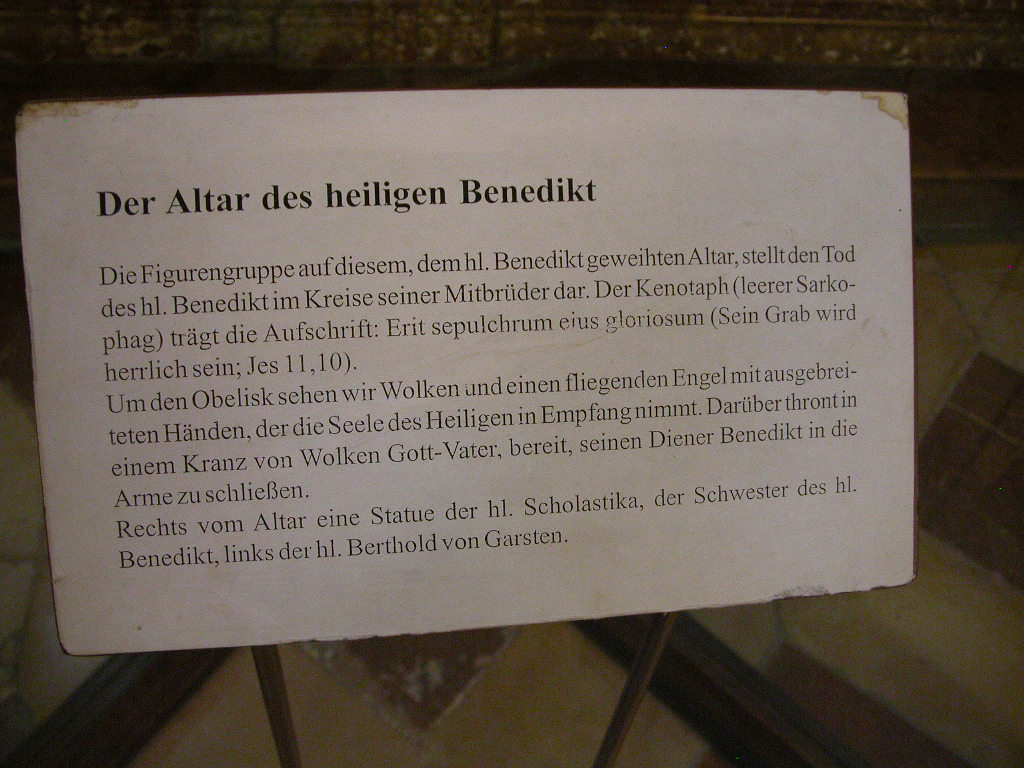 Der Altar des heiligen Benedikt
Die Figurengruppe auf diesem, dem hl. Benedikt geweihten Altar, stellt den Tod
des hl. Benedikt im Kreise seiner Mitbrüder dar. Der Kenotaph (leerer Sarko-
phag) trägt die Aufschrift: Erit sepulchrum eius gloriosum (Sein Grab wird
herrlich sein; Jes 11,10).
Um den Obelisk sehen wir Wolken und einen fliegenden Engel mit ausgebrei-
teten Händen, der die Seele des Heiligen in Empfang nimmt. Darüber thront in
einem Kranz von Wolken Gott-Vater, bereit, seinen Diener Benedikt in die
Arme zu schließen.
Rechts vom Altar eine Statue der hl. Scholastika, der Schwester des hl.
Benedikt, links der hl. Berthold von Garsten.